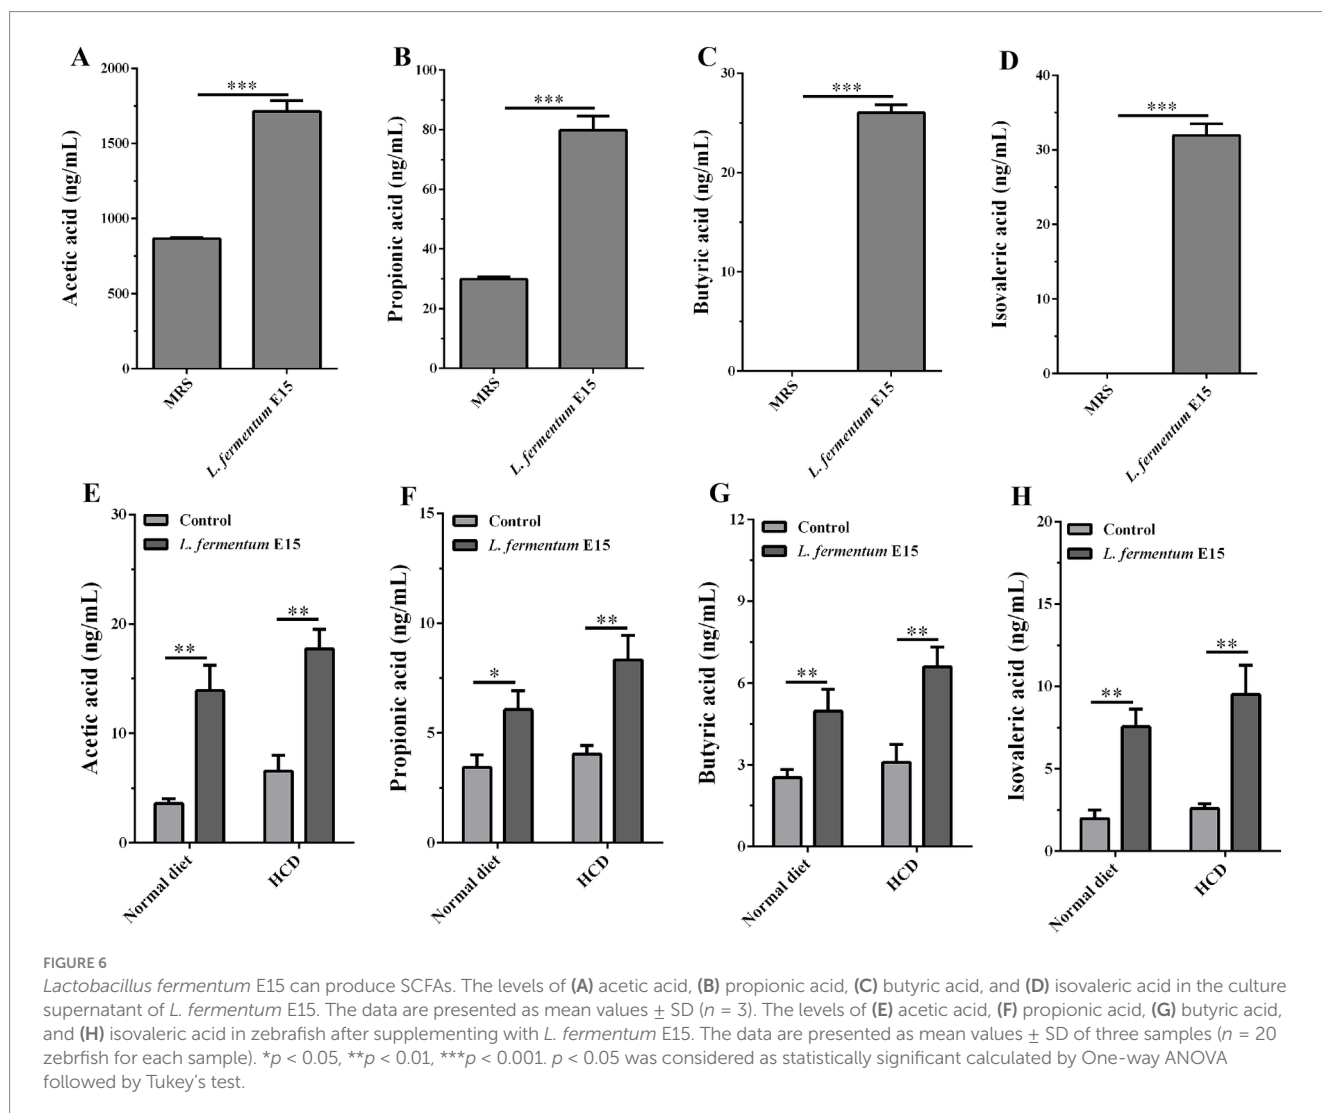 A
Acetic acid (ng/mL)
2000
1500
1000
500
0
***
MRS
L. fermentum E15
B
Propionic acid (ng/mL)
100
80
60
40
20
0
***
MRS
L. fermentum E15
C
Butyric acid (ng/mL)
30
20
10
0
***
MRS
L. fermentum E15
D
Isovaleric acid (ng/mL)
40
30
20
10
0
***
MRS
L. fermentum E15
E
Acetic acid (ng/mL)
30
20
10
0
Control
L. fermentum E15
**
**
Normal diet
HCD
F
Propionic acid (ng/mL)
15
10
5
0
Control
L. fermentum E15
*
**
Normal diet
HCD
G
Butyric acid (ng/mL)
12
9
6
3
0
Control
L. fermentum E15
**
**
Normal diet
HCD
H
Isovaleric acid (ng/mL)
20
15
10
5
0
Control
L. fermentum E15
**
**
Normal diet
HCD
FIGURE 6
Lactobacillus fermentum E15 can produce SCFAs. The levels of (A) acetic acid, (B) propionic acid, (C) butyric acid, and (D) isovaleric acid in the culture
supernatant of L. fermentum E15. The data are presented as mean values ± SD (n = 3). The levels of (E) acetic acid, (F) propionic acid, (G) butyric acid,
and (H) isovaleric acid in zebrafish after supplementing with L. fermentum E15. The data are presented as mean values ± SD of three samples (n = 20
zebrfish for each sample). *p < 0.05, **p < 0.01, ***p < 0.001. p < 0.05 was considered as statistically significant calculated by One-way ANOVA
followed by Tukey's test.